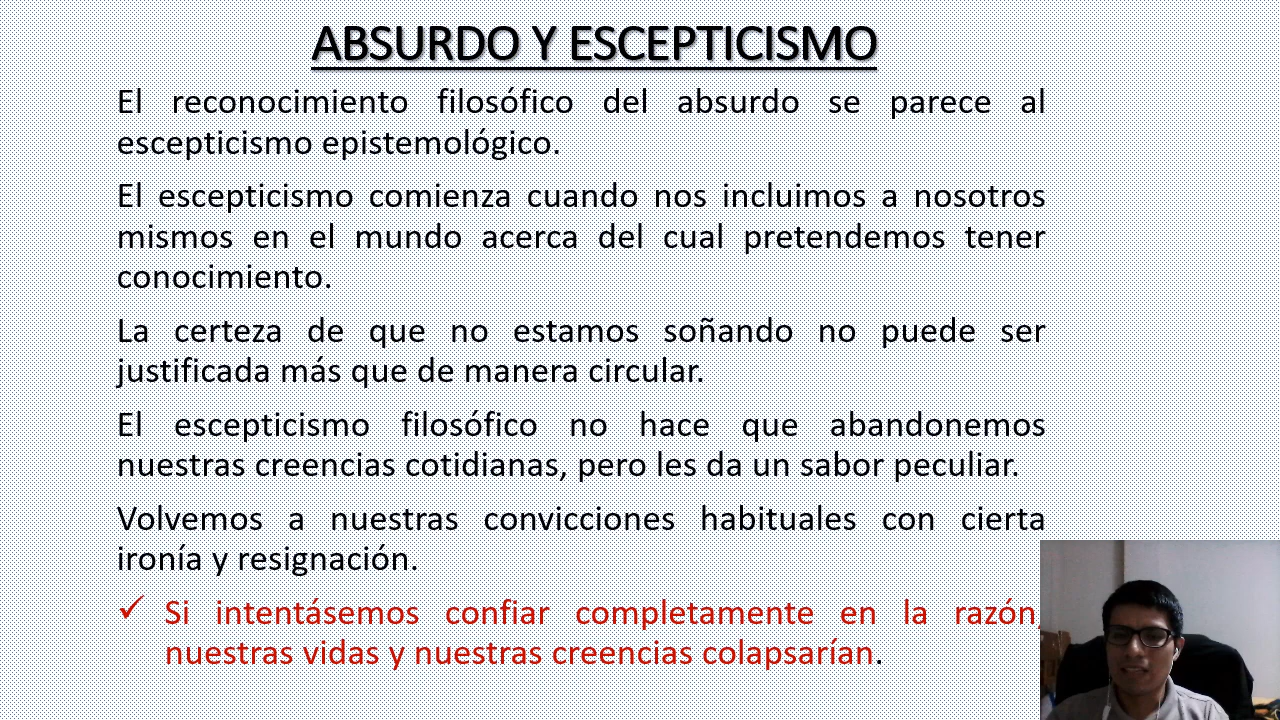 ABSURDO Y ESCEPTICISMO
El reconocimiento filosófico del absurdo se parece al
escepticismo epistemológico.
El escepticismo comienza cuando nos incluimos a nosotros
mismos en el mundo acerca del cual pretendemos tener
conocimiento.
La certeza de que no estamos soñando no puede ser
justificada más que de manera circular.
El escepticismo filosófico no hace que abandonemos
nuestras creencias cotidianas, pero les da un sabor peculiar.
Volvemos a nuestras convicciones habituales con cierta
ironía y resignación.
✓ Si intentásemos confiar completamente en la razón,
nuestras vidas y nuestras creencias colapsarían.